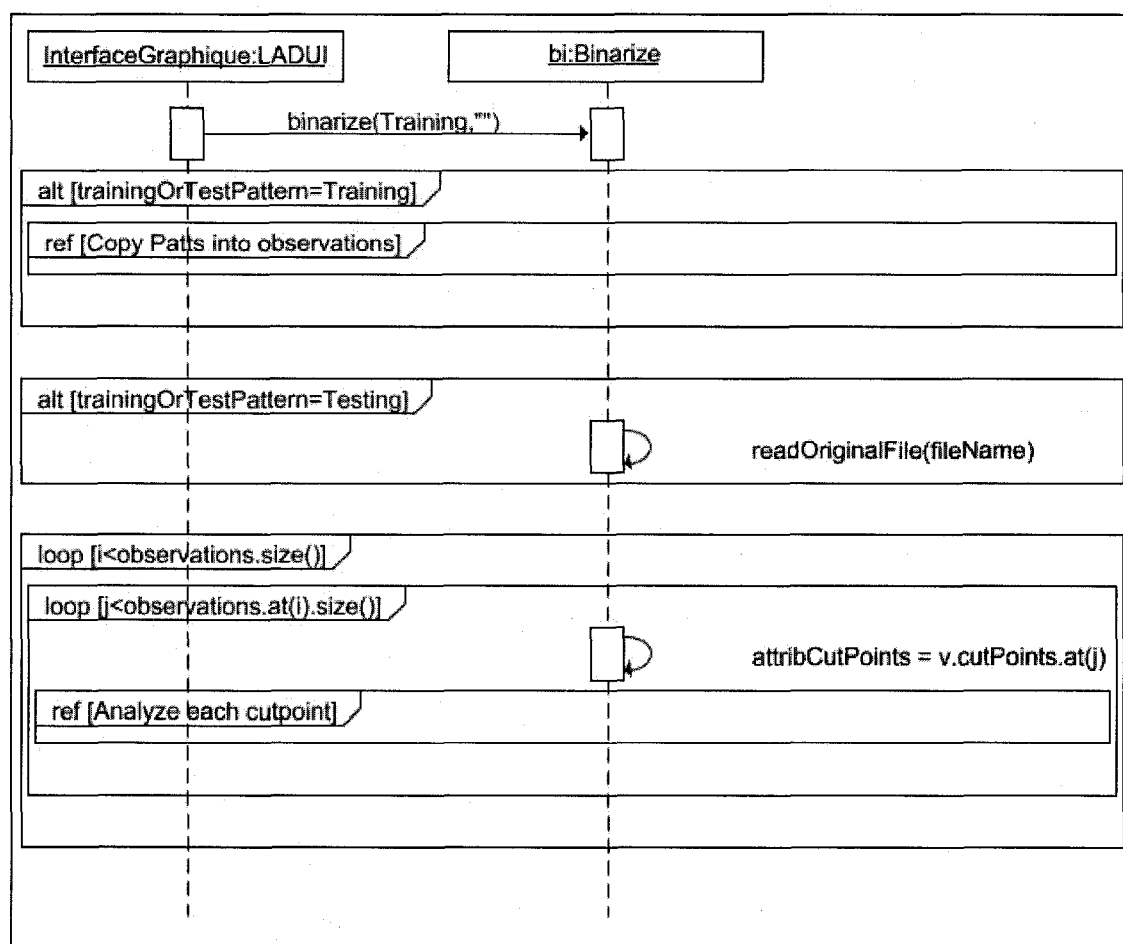 InterfaceGraphique:LADUI
bi:Binarize
binarize(Training,"")
alt [trainingOrTestPattern=Training]
ref [Copy Patts into observations]
alt [trainingOrTestPattern=Testing]
readOriginalFile(fileName)
loop [i<observations.size()]
loop [j<observations.at(i).size()]
attribCutPoints = v.cutPoints.at(j)
ref [Analyze each cutpoint]